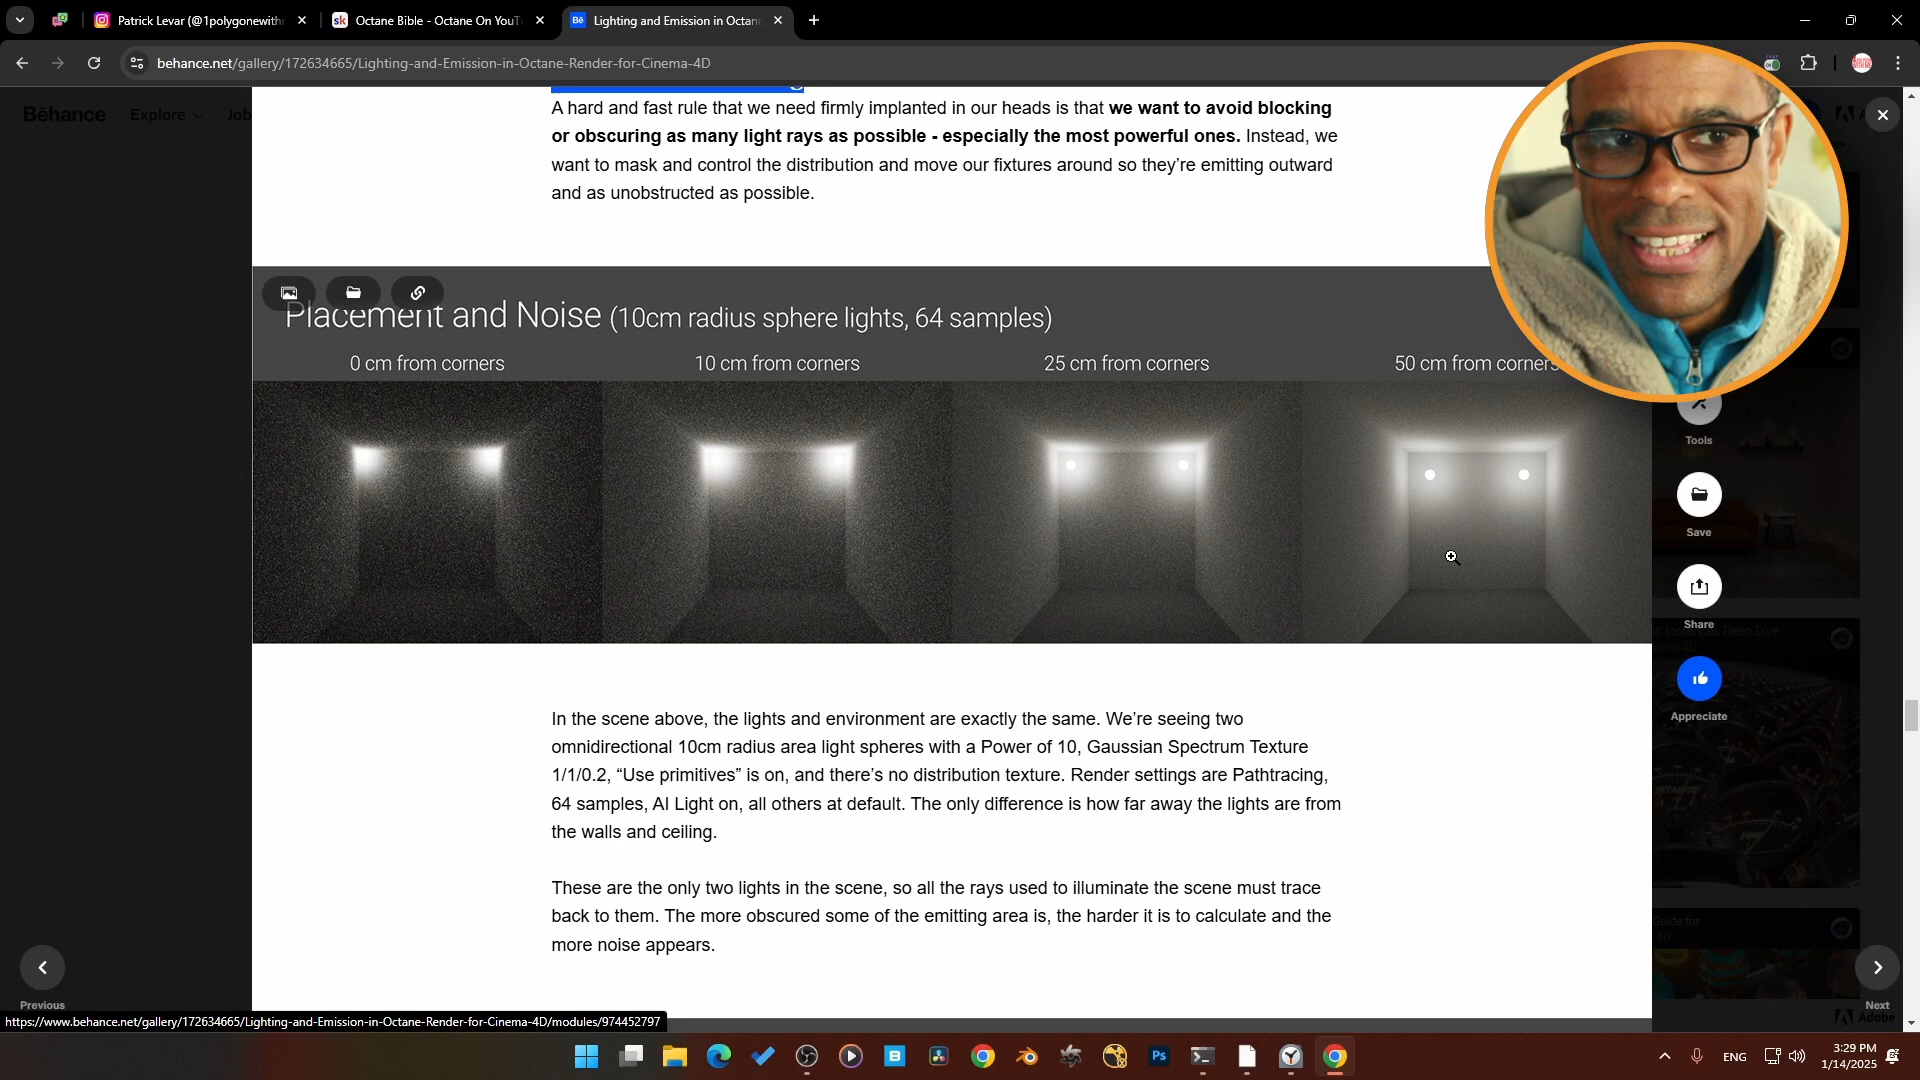 Patrick Levar (@1polygonewith
Octane Bible - Octane On YouT
Lighting and Emission in Octan
behance.net/gallery/172634665/Lighting-and-Emission-in-Octane-Render-for-Cinema-4D
Bēhance
Explore
Job
A hard and fast rule that we need firmly implanted in our heads is that we want to avoid blocking
or obscuring as many light rays as possible - especially the most powerful ones. Instead, we
want to mask and control the distribution and move our fixtures around so they're emitting outward
and as unobstructed as possible.
Placement and Noise (10cm radius sphere lights, 64 samples)
0 cm from corners
10 cm from corners
25 cm from corners
50 cm from corners
Tools
Save
Share
Instances Deep Dive
Appreciate
In the scene above, the lights and environment are exactly the same. We're seeing two
omnidirectional 10cm radius area light spheres with a Power of 10, Gaussian Spectrum Texture
1/1/0.2, “Use primitives” is on, and there's no distribution texture. Render settings are Pathtracing,
64 samples, AI Light on, all others at default. The only difference is how far away the lights are from
the walls and ceiling.
These are the only two lights in the scene, so all the rays used to illuminate the scene must trace
back to them. The more obscured some of the emitting area is, the harder it is to calculate and the
more noise appears.
Guide for
4D
Previous
Next
Adobe
https://www.behance.net/gallery/172634665/Lighting-and-Emission-in-Octane-Render-for-Cinema-4D/modules/974452797
ENG
3:29 PM
1/14/2025